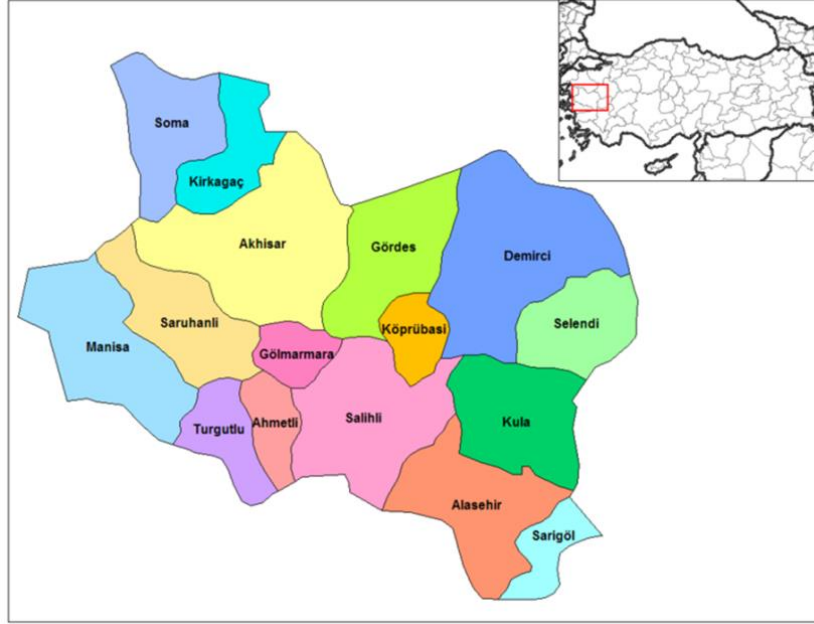 Soma
Kirkagaç
Akhisar
Gördes
Demirci
Saruhanli
Köprübasi
Selendi
Manisa
Gölmarmara
Turgutlu
Ahmetli
Salihli
Kula
Alasehir
Sarigöl